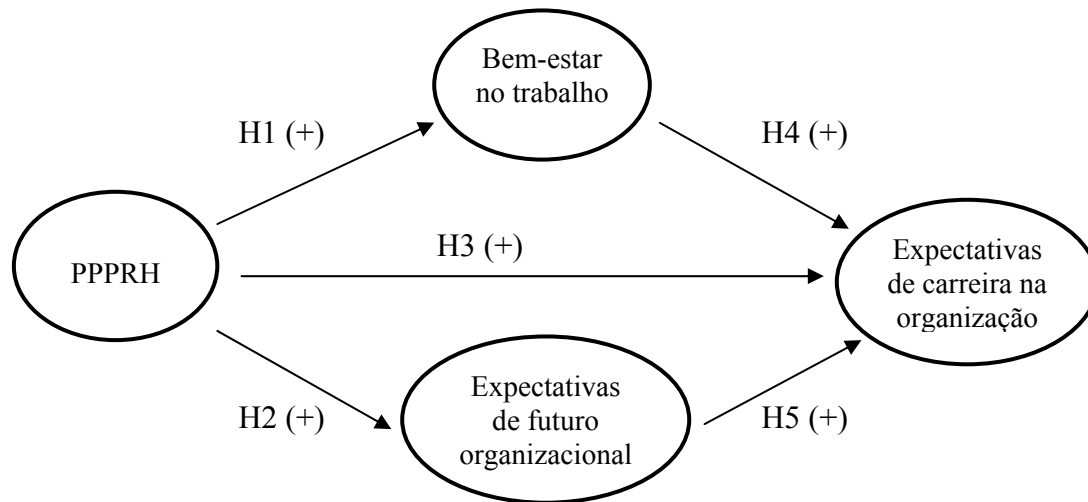 Bem-estar
no trabalho
H1 (+)
H4 (+)
PPPRH
H3 (+)
Expectativas
de carreira na
organização
H2 (+)
Expectativas
de futuro
organizacional
H5 (+)